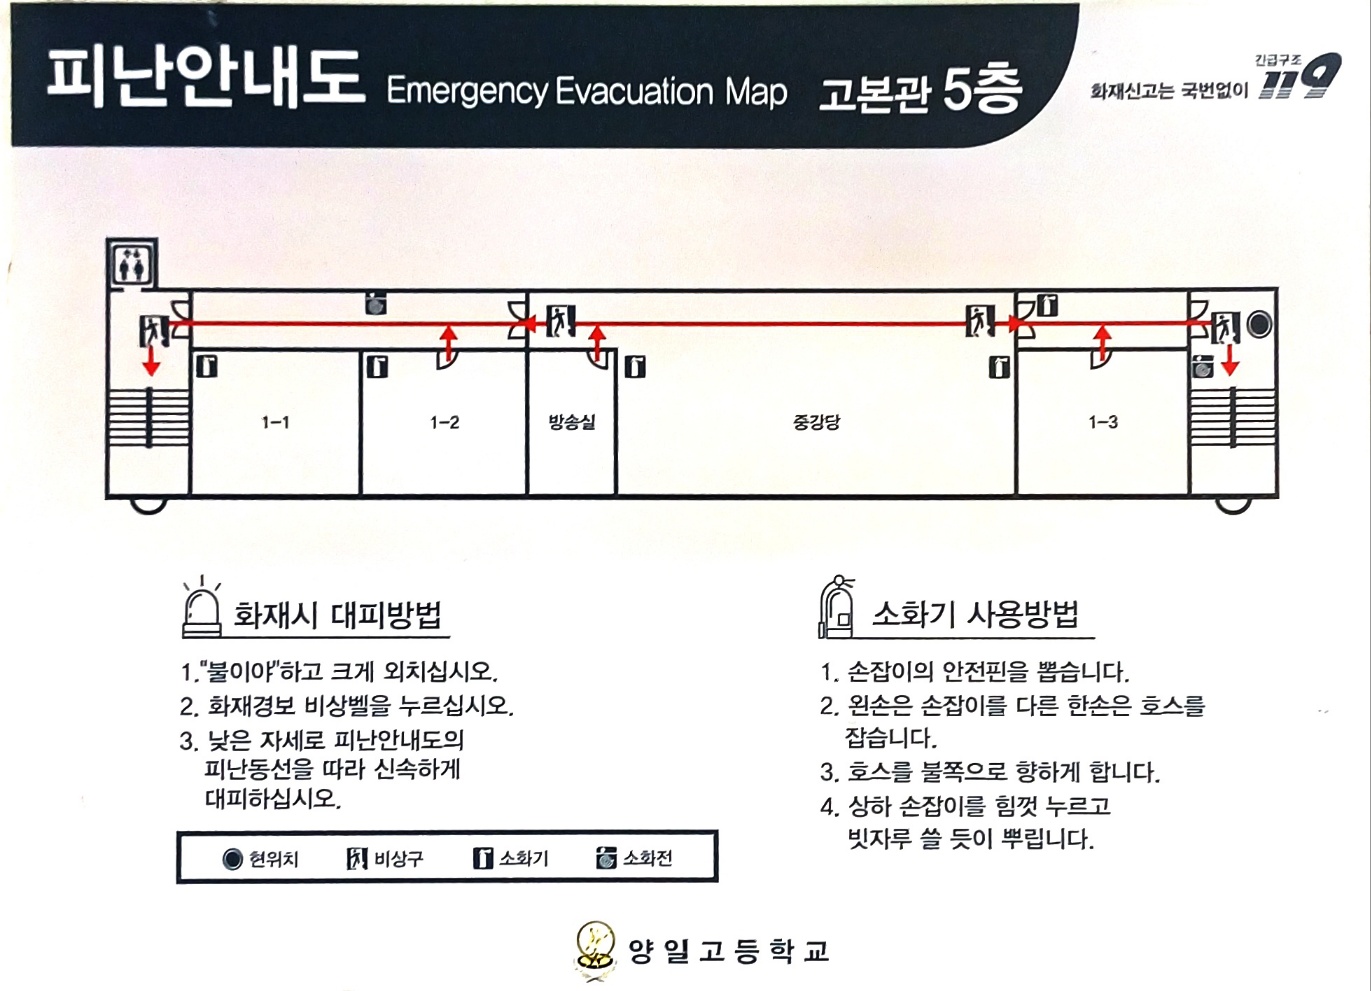 피난안내도 Emergency Evacuation Map 고본관 5층
긴급구조
화재신고는 국번없이 119
1-1
1-2
방송실
중강당
1-3
화재시 대피방법
1."불이야"하고 크게 외치십시오.
2. 화재경보 비상벨을 누르십시오.
3. 낮은 자세로 피난안내도의
피난동선을 따라 신속하게
대피하십시오.
소화기 사용방법
1. 손잡이의 안전핀을 뽑습니다.
2. 왼손은 손잡이를 다른 한손은 호스를
잡습니다.
3. 호스를 불쪽으로 향하게 합니다.
4. 상하 손잡이를 힘껏 누르고
빗자루 쓸 듯이 뿌립니다.
현위치 비상구 소화기 소화전
양일고등학교